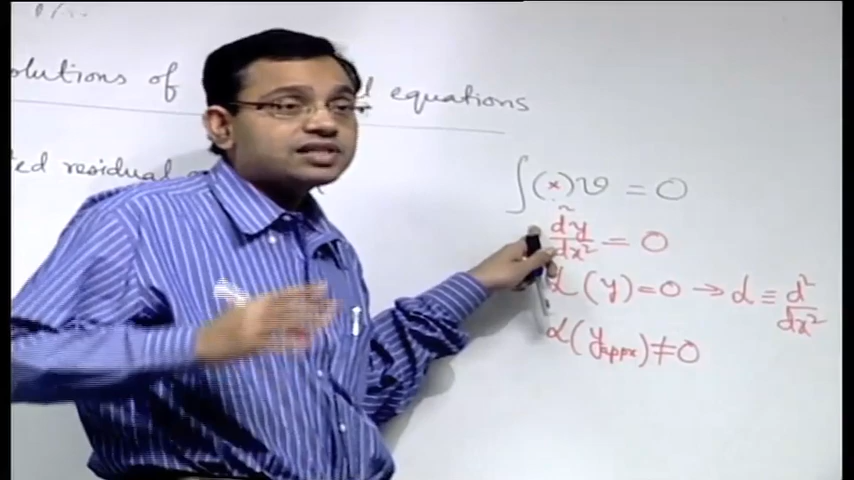 olutions of d equations
ed residual
∫(*)v = 0
d²y/dx² = 0
L(y)=0 → L ≡ d²/dx²
L(y_appx)≠0